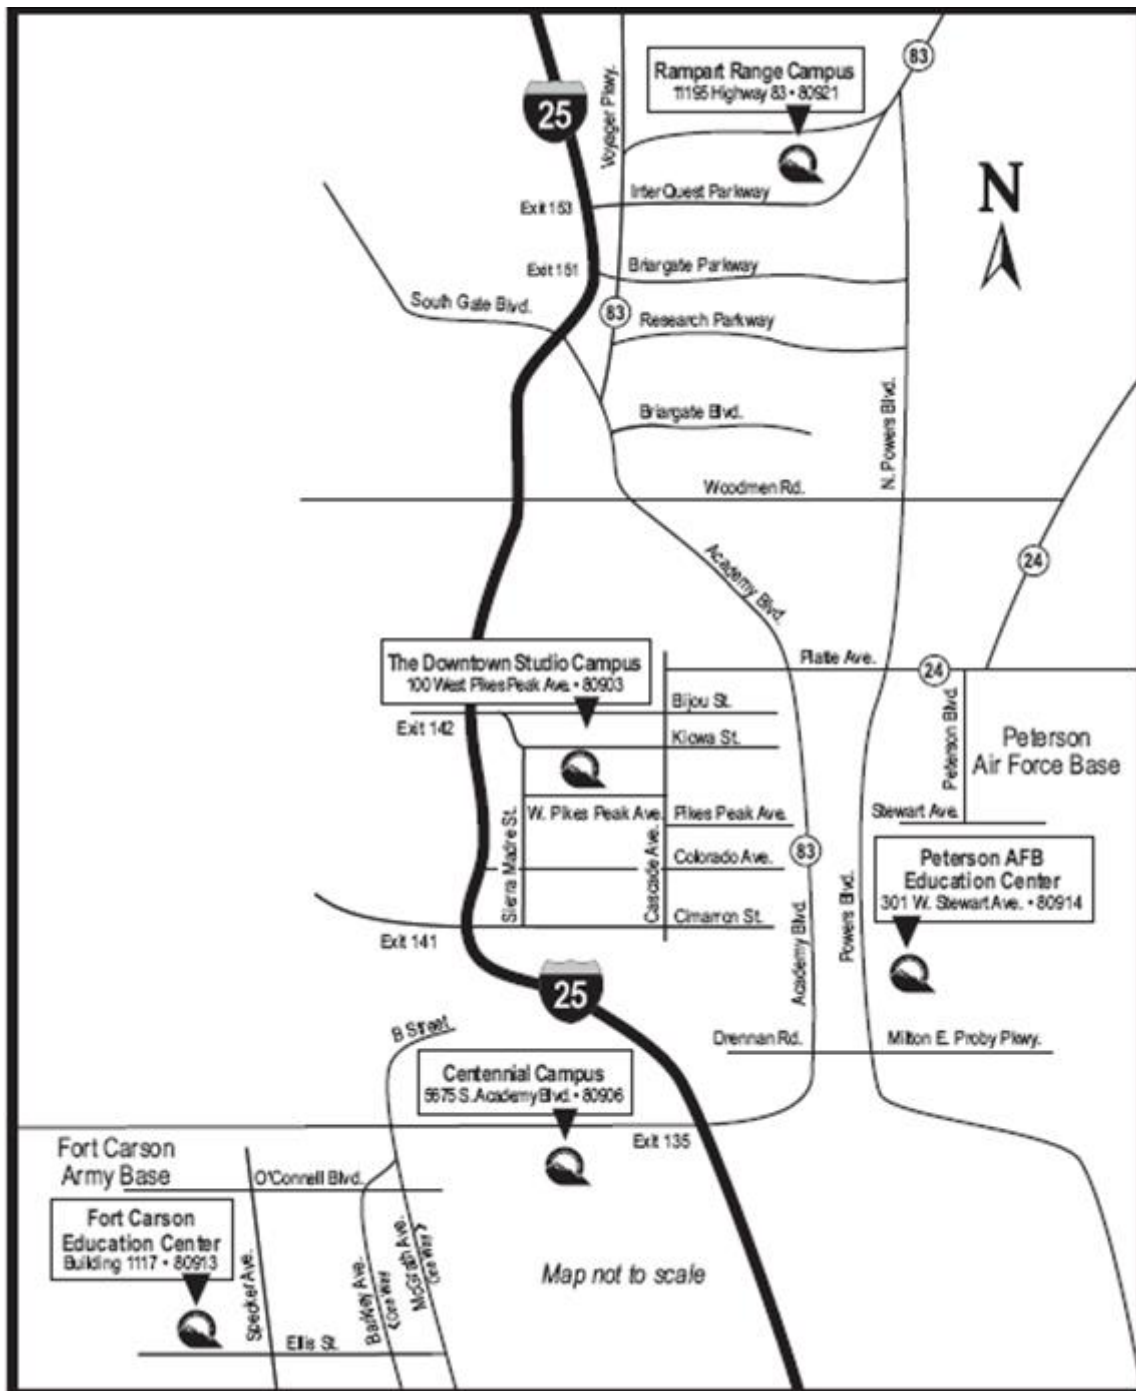 83
Rampart Range Campus
11195 Highway 83 • 80921
25
Voyager Pkwy.
N
InterQuest Parkway
Exit 153
Briargate Parkway
Exit 151
South Gate Blvd.
83
Research Parkway
N. Powers Blvd.
Briargate Blvd.
Woodmen Rd.
Academy Blvd.
24
The Downtown Studio Campus
100 West Pikes Peak Ave. • 80903
Platte Ave.
24
Bijou St.
Exit 142
Kiowa St.
Peterson Blvd.
Peterson
Air Force Base
W. Pikes Peak Ave.
Pikes Peak Ave.
Stewart Ave.
Sierra Madre St.
Cascade Ave.
Colorado Ave.
83
Peterson AFB
Education Center
301 W. Stewart Ave. • 80914
Cimarron St.
Exit 141
Academy Blvd.
Powers Blvd.
25
B Street
Drennan Rd.
Milton E. Proby Pkwy.
Centennial Campus
5675 S. Academy Blvd. • 80906
Exit 135
Fort Carson
Army Base
O'Connell Blvd.
Fort Carson
Education Center
Building 1117 • 80913
Specker Ave.
Barkley Ave.
(One Way)
McGrath Ave.
(One Way)
Map not to scale
Ellis St.